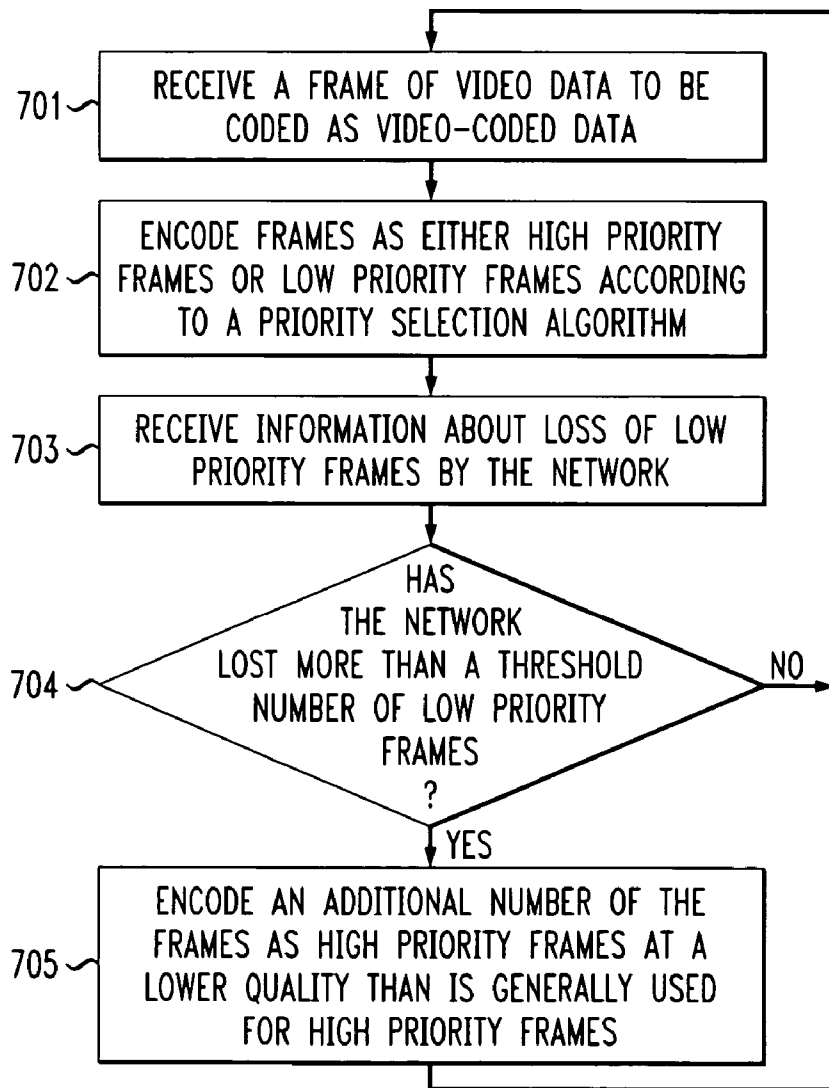 701
RECEIVE A FRAME OF VIDEO DATA TO BE
CODED AS VIDEO-CODED DATA
702
ENCODE FRAMES AS EITHER HIGH PRIORITY
FRAMES OR LOW PRIORITY FRAMES ACCORDING
TO A PRIORITY SELECTION ALGORITHM
703
RECEIVE INFORMATION ABOUT LOSS OF LOW
PRIORITY FRAMES BY THE NETWORK
704
HAS
THE NETWORK
LOST MORE THAN A THRESHOLD
NUMBER OF LOW PRIORITY
FRAMES
?
NO
YES
705
ENCODE AN ADDITIONAL NUMBER OF THE
FRAMES AS HIGH PRIORITY FRAMES AT A
LOWER QUALITY THAN IS GENERALLY USED
FOR HIGH PRIORITY FRAMES